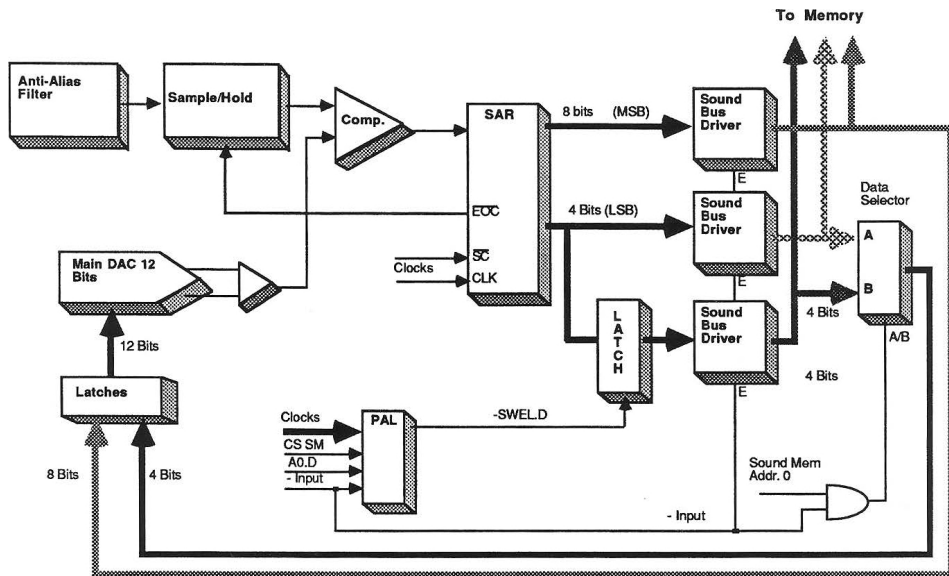 To Memory
Anti-Alias
Filter
Sample/Hold
Comp.
SAR
8 bits (MSB)
Sound
Bus
Driver
E
EOC
4 Bits (LSB)
Sound
Bus
Driver
E
Data
Selector
A
B
A/B
SC
Clocks
CLK
Main DAC 12
Bits
12 Bits
Latches
LATCH
Sound
Bus
Driver
E
4 Bits
4 Bits
8 Bits
4 Bits
Clocks
CS SM
A0.D
- Input
PAL
-SWEL.D
Sound Mem
Addr. 0
- Input